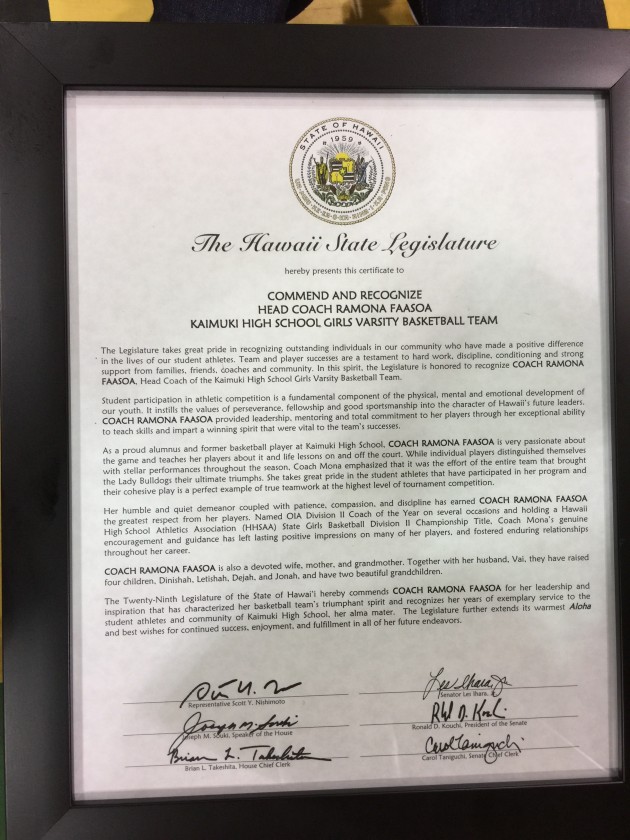 STATE OF HAWAII
1959
The Hawaii State Legislature
hereby presents this certificate to
COMMEND AND RECOGNIZE
HEAD COACH RAMONA FAASOA
KAIMUKI HIGH SCHOOL GIRLS VARSITY BASKETBALL TEAM
The Legislature takes great pride in recognizing outstanding individuals in our community who have made a positive difference
in the lives of our student athletes. Team and player successes are a testament to hard work, discipline, conditioning and strong
support from families, friends, coaches and community. In this spirit, the Legislature is honored to recognize COACH RAMONA
FAASOA, Head Coach of the Kaimuki High School Girls Varsity Basketball Team.
Student participation in athletic competition is a fundamental component of the physical, mental and emotional development of
our youth. It instills the values of perseverance, fellowship and good sportsmanship into the character of Hawaii's future leaders.
COACH RAMONA FAASOA provided leadership, mentoring and total commitment to her players through her exceptional ability
to teach skills and impart a winning spirit that were vital to the team's successes.
As a proud alumnus and former basketball player at Kaimuki High School, COACH RAMONA FAASOA is very passionate about
the game and teaches her players about it and life lessons on and off the court. While individual players distinguished themselves
with stellar performances throughout the season, Coach Mona emphasized that it was the effort of the entire team that brought
the Lady Bulldogs their ultimate triumphs. She takes great pride in the student athletes that have participated in her program and
their cohesive play is a perfect example of true teamwork at the highest level of tournament competition.
Her humble and quiet demeanor coupled with patience, compassion, and discipline has earned COACH RAMONA FAASOA
the greatest respect from her players. Named OIA Division II Coach of the Year on several occasions and holding a Hawaii
High School Athletics Association (HHSAA) State Girls Basketball Division II Championship Title, Coach Mona's genuine
encouragement and guidance has left lasting positive impressions on many of her players, and fostered enduring relationships
throughout her career.
COACH RAMONA FAASOA is also a devoted wife, mother, and grandmother. Together with her husband, Vai, they have raised
four children, Dinishah, Letishah, Dejah, and Jonah, and have two beautiful grandchildren.
The Twenty-Ninth Legislature of the State of Hawai'i hereby commends COACH RAMONA FAASOA for her leadership and
inspiration that has characterized her basketball team's triumphant spirit and recognizes her years of exemplary service to the
student athletes and community of Kaimuki High School, her alma mater. The Legislature further extends its warmest Aloha
and best wishes for continued success, enjoyment, and fulfillment in all of her future endeavors.
Representative Scott Y. Nishimoto
Les Ihara, Jr.
Senator Les Ihara, Jr.
Joseph M. Souki
Joseph M. Souki, Speaker of the House
Ronald D. Kouchi, President of the Senate
Brian L. Takeshita
Brian L. Takeshita, House Chief Clerk
Carol Taniguchi
Carol Taniguchi, Senate Chief Clerk